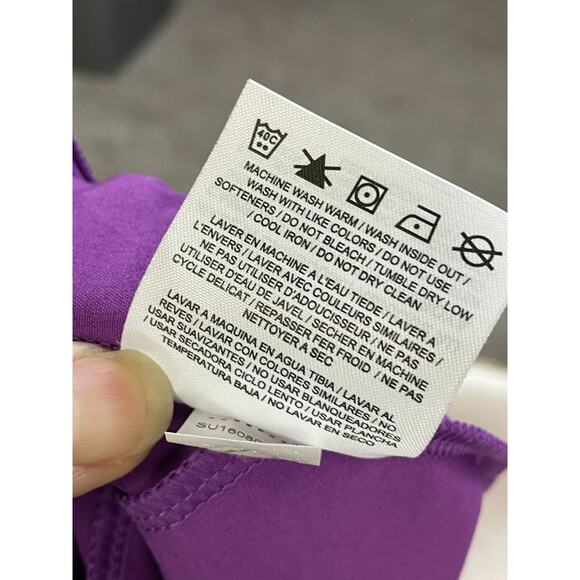 40C
MACHINE WASH WARM / WASH INSIDE OUT /
WASH WITH LIKE COLORS / DO NOT USE
SOFTENERS / DO NOT BLEACH / TUMBLE DRY LOW
/ COOL IRON / DO NOT DRY CLEAN
LAVER EN MACHINE A L'EAU TIEDE / LAVER A
L'ENVERS / LAVER AVEC COULEURS SIMILAIRES /
NE PAS UTILISER D'ADOUCISSEUR / NE PAS
UTILISER D'EAU DE JAVEL / SECHER EN MACHINE
CYCLE DELICAT / REPASSER FER FROID / NE PAS
NETTOYER A SEC
LAVAR A MAQUINA EN AGUA TIBIA / LAVAR AL
REVES / LAVAR CON COLORES SIMILARES / NO
USAR SUAVIZANTES / NO USAR BLANQUEADORES
/ USAR SECADORA CICLO LENTO / USAR PLANCHA
TEMPERATURA BAJA / NO LAVAR EN SECO